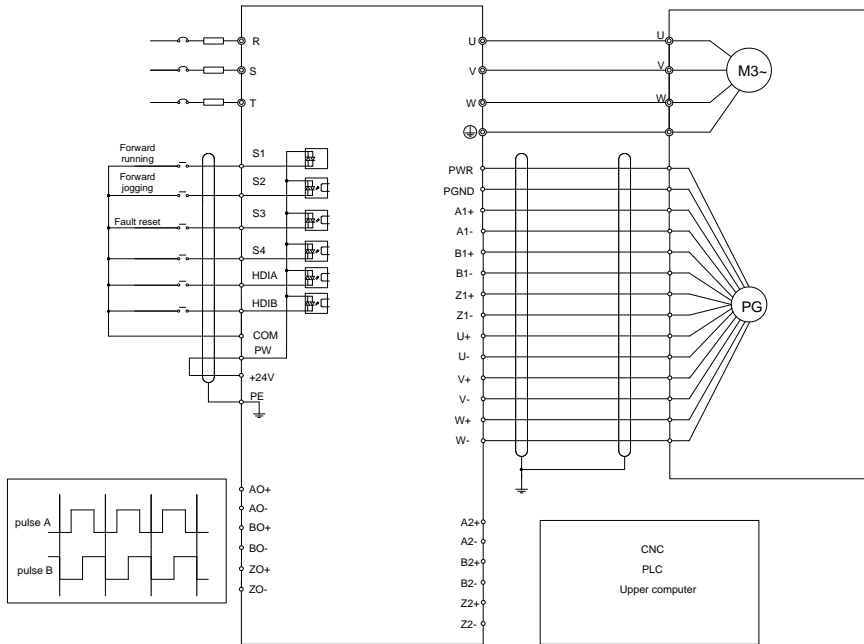 R
S
T
Forward
running
S1
Forward
jogging
S2
Fault reset
S3
S4
HDIA
HDIB
COM
PW
+24V
PE
pulse A
pulse B
AO+
AO-
BO+
BO-
ZO+
ZO-
U
V
W
PWR
PGND
A1+
A1-
B1+
B1-
Z1+
Z1-
U+
U-
V+
V-
W+
W-
A2+
A2-
B2+
B2-
Z2+
Z2-
U
V
W
M3~
PG
CNC
PLC
Upper computer